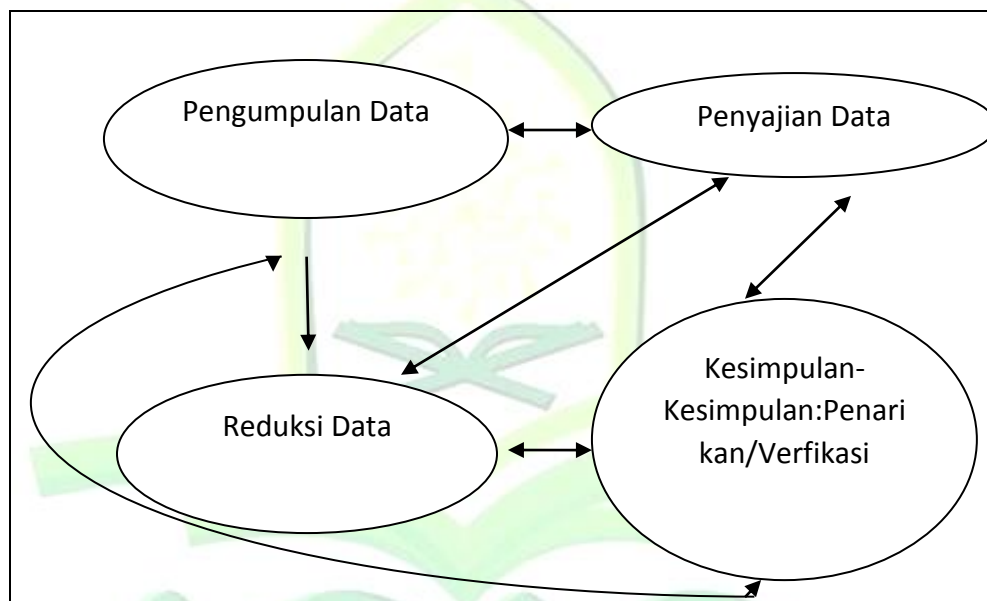 Pengumpulan Data
Penyajian Data
Reduksi Data
Kesimpulan-
Kesimpulan:Penari
kan/Verfikasi